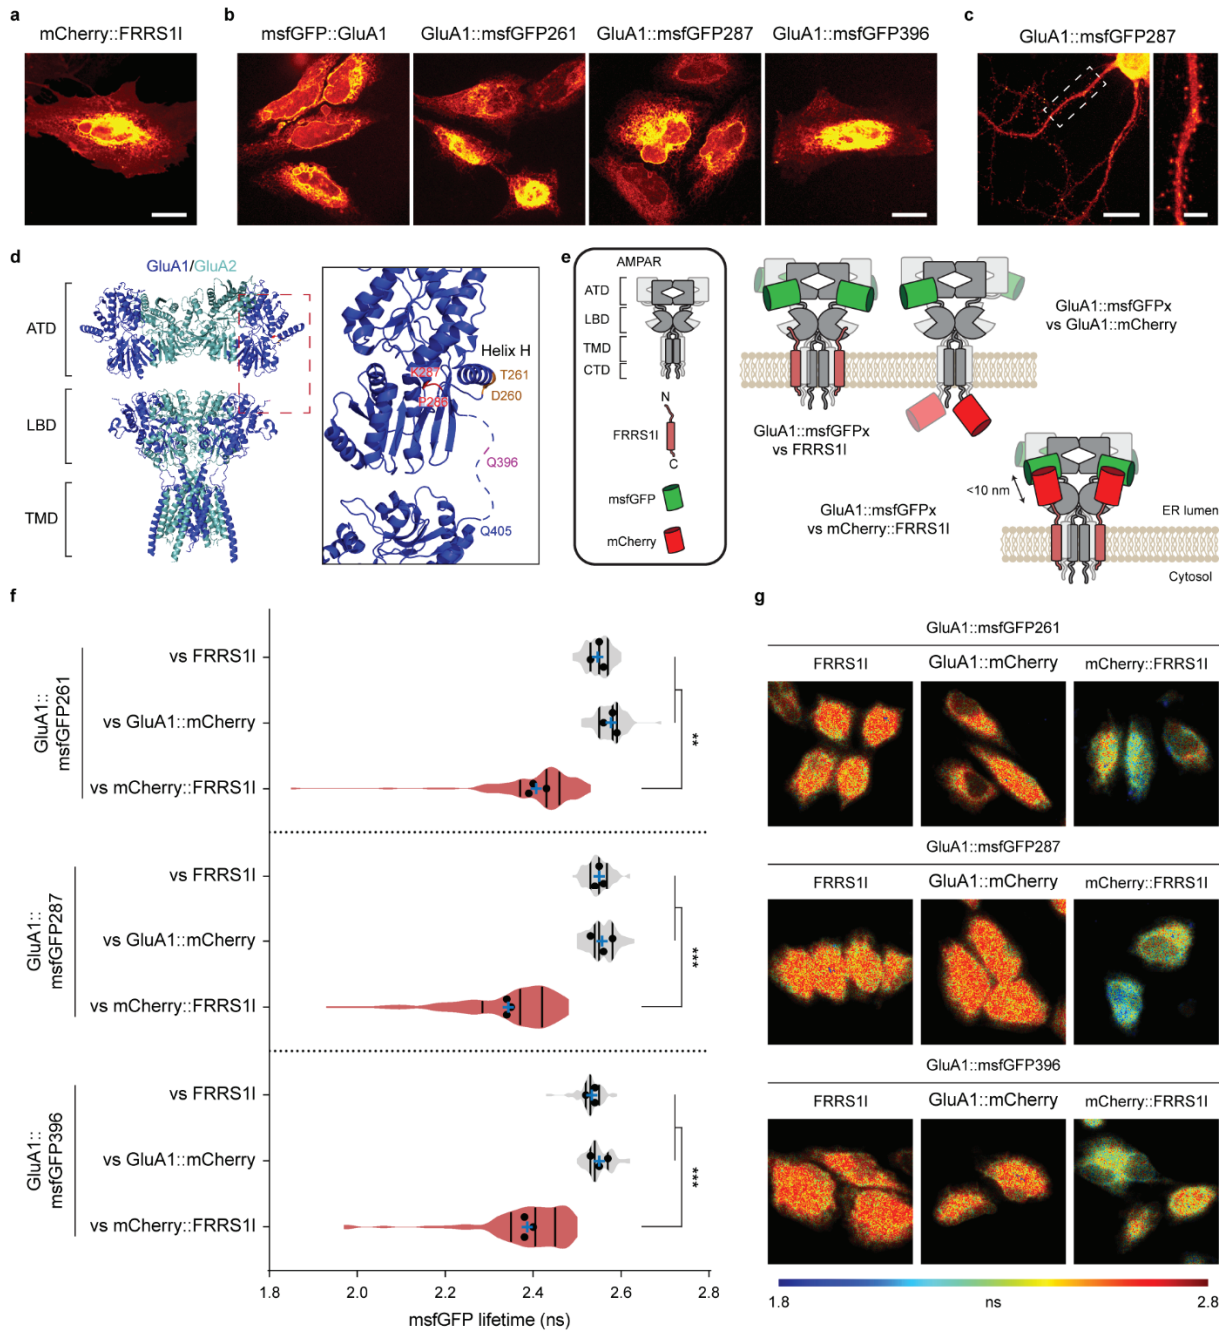 a
mCherry::FRRS1l
b
msfGFP::GluA1
GluA1::msfGFP261
GluA1::msfGFP287
GluA1::msfGFP396
c
GluA1::msfGFP287
d
GluA1/GluA2
ATD
LBD
TMD
Helix H
K287
P288
T261
D260
Q396
Q405
e
AMPAR
ATD
LBD
TMD
CTD
N
FRRS1l
C
msfGFP
mCherry
GluA1::msfGFPx
vs FRRS1l
GluA1::msfGFPx
vs GluA1::mCherry
GluA1::msfGFPx
vs mCherry::FRRS1l
<10 nm
ER lumen
Cytosol
f
GluA1::
msfGFP261
vs FRRS1l
vs GluA1::mCherry
vs mCherry::FRRS1l
**
GluA1::
msfGFP287
vs FRRS1l
vs GluA1::mCherry
vs mCherry::FRRS1l
***
GluA1::
msfGFP396
vs FRRS1l
vs GluA1::mCherry
vs mCherry::FRRS1l
***
1.8 2.0 2.2 2.4 2.6 2.8
msfGFP lifetime (ns)
g
GluA1::msfGFP261
FRRS1l GluA1::mCherry mCherry::FRRS1l
GluA1::msfGFP287
FRRS1l GluA1::mCherry mCherry::FRRS1l
GluA1::msfGFP396
FRRS1l GluA1::mCherry mCherry::FRRS1l
1.8 ns 2.8